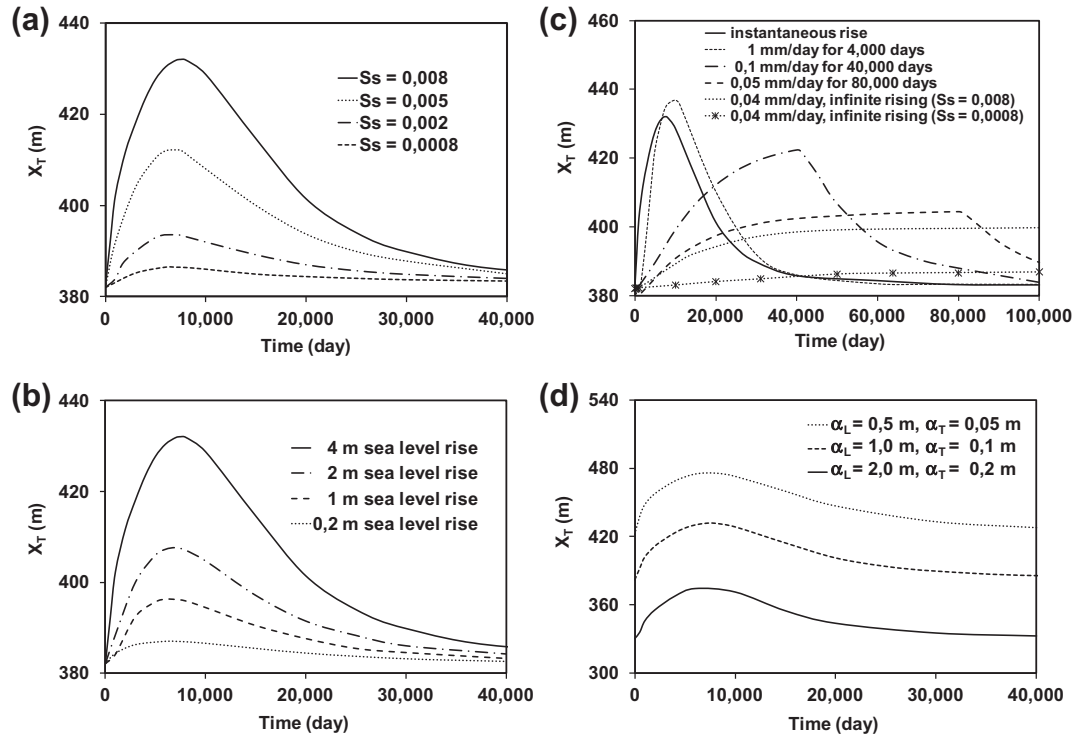 (a)
440
420
400
380
X_T (m)
Ss = 0,008
Ss = 0,005
Ss = 0,002
Ss = 0,0008
0 10,000 20,000 30,000 40,000
Time (day)
(b)
440
420
400
380
X_T (m)
4 m sea level rise
2 m sea level rise
1 m sea level rise
0,2 m sea level rise
0 10,000 20,000 30,000 40,000
Time (day)
(c)
460
440
420
400
380
X_T (m)
instantaneous rise
1 mm/day for 4,000 days
0,1 mm/day for 40,000 days
0,05 mm/day for 80,000 days
0,04 mm/day, infinite rising (Ss = 0,008)
0,04 mm/day, infinite rising (Ss = 0,0008)
0 20,000 40,000 60,000 80,000 100,000
Time (day)
(d)
540
480
420
360
300
X_T (m)
α_L = 0,5 m, α_T = 0,05 m
α_L = 1,0 m, α_T = 0,1 m
α_L = 2,0 m, α_T = 0,2 m
0 10,000 20,000 30,000 40,000
Time (day)